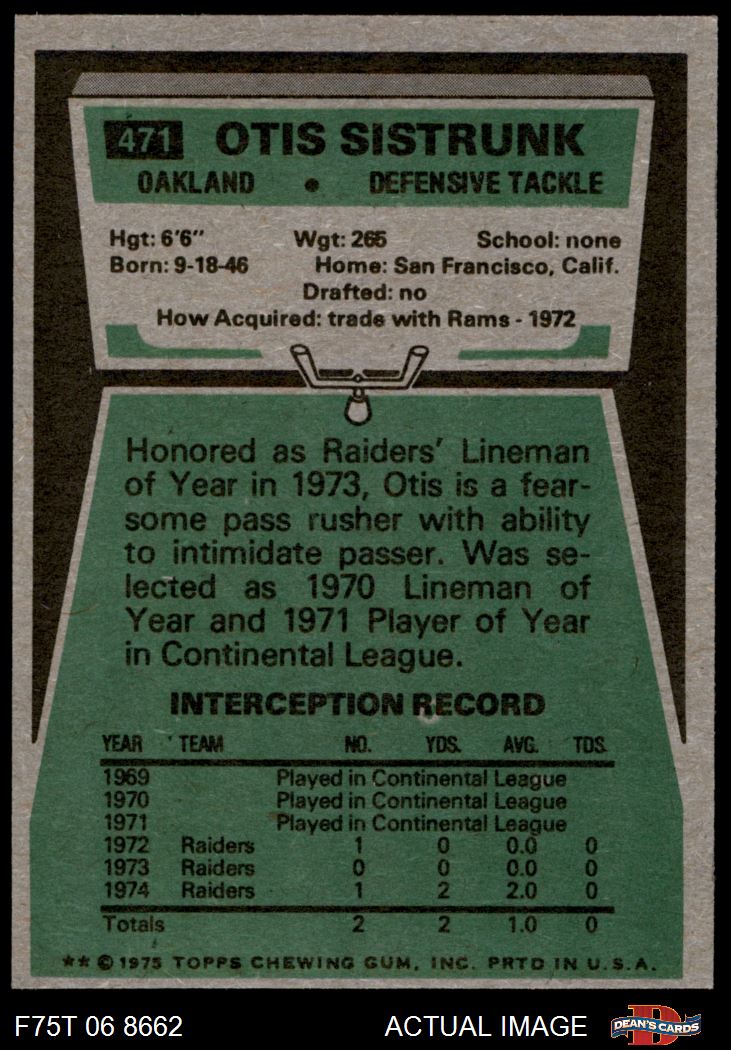 471 OTIS SISTRUNK
OAKLAND • DEFENSIVE TACKLE
Hgt: 6'6" Wgt: 265 School: none
Born: 9-18-46 Home: San Francisco, Calif.
Drafted: no
How Acquired: trade with Rams - 1972
Honored as Raiders' Lineman
of Year in 1973, Otis is a fear-
some pass rusher with ability
to intimidate passer. Was se-
lected as 1970 Lineman of
Year and 1971 Player of Year
in Continental League.
INTERCEPTION RECORD
YEAR TEAM NO. YDS. AVG. TDS.
1969 Played in Continental League
1970 Played in Continental League
1971 Played in Continental League
1972 Raiders 1 0 0.0 0
1973 Raiders 0 0 0.0 0
1974 Raiders 1 2 2.0 0
Totals 2 2 1.0 0
** © 1975 TOPPS CHEWING GUM, INC. PRTD IN U.S.A.
F75T 06 8662 ACTUAL IMAGE D DEAN'S CARDS